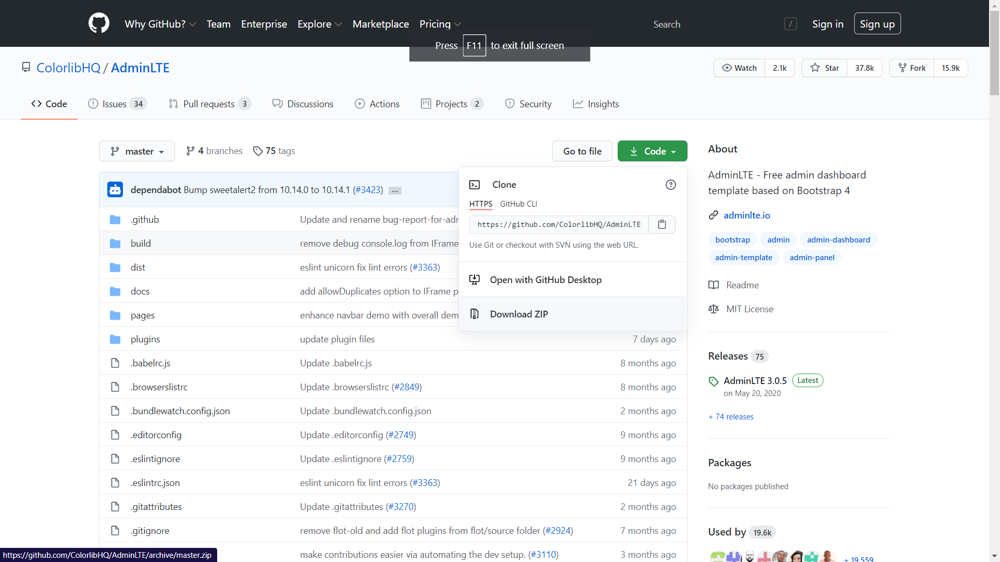 Why GitHub? Team Enterprise Explore Marketplace Pricing Search / Sign in Sign up
Press F11 to exit full screen
ColorlibHQ / AdminLTE Watch 2.1k Star 37.8k Fork 15.9k
Code Issues 34 Pull requests 3 Discussions Actions Projects 2 Security Insights
master 4 branches 75 tags Go to file Code
dependabot Bump sweetalert2 from 10.14.0 to 10.14.1 (#3423) ...
.github Update and rename bug-report-for-adr
build remove debug console.log from IFrame
dist eslint unicorn fix lint errors (#3363)
docs add allowDuplicates option to IFrame p
pages enhance navbar demo with overall dem
plugins update plugin files 7 days ago
.babelrc.js Update .babelrc.js 8 months ago
.browserslistrc Update .browserslistrc (#2849) 8 months ago
.bundlewatch.config.json Update .bundlewatch.config.json 2 months ago
.editorconfig Update .editorconfig (#2749) 9 months ago
.eslintignore Update .eslintignore (#2759) 9 months ago
.eslintrc.json eslint unicorn fix lint errors (#3363) 21 days ago
.gitattributes Update .gitattributes (#3270) 2 months ago
.gitignore remove flot-old and add flot plugins from flot/source folder (#2924) 7 months ago
make contributions easier via automating the dev setup. (#3110) 3 months ago
Clone
HTTPS GitHub CLI
https://github.com/ColorlibHQ/AdminLTE
Use Git or checkout with SVN using the web URL.
Open with GitHub Desktop
Download ZIP
About
AdminLTE - Free admin dashboard
template based on Bootstrap 4
adminlte.io
bootstrap admin admin-dashboard
admin-template admin-panel
Readme
MIT License
Releases 75
AdminLTE 3.0.5 Latest
on May 20, 2020
+ 74 releases
Packages
No packages published
Used by 19.6k
+ 19,559
https://github.com/ColorlibHQ/AdminLTE/archive/master.zip